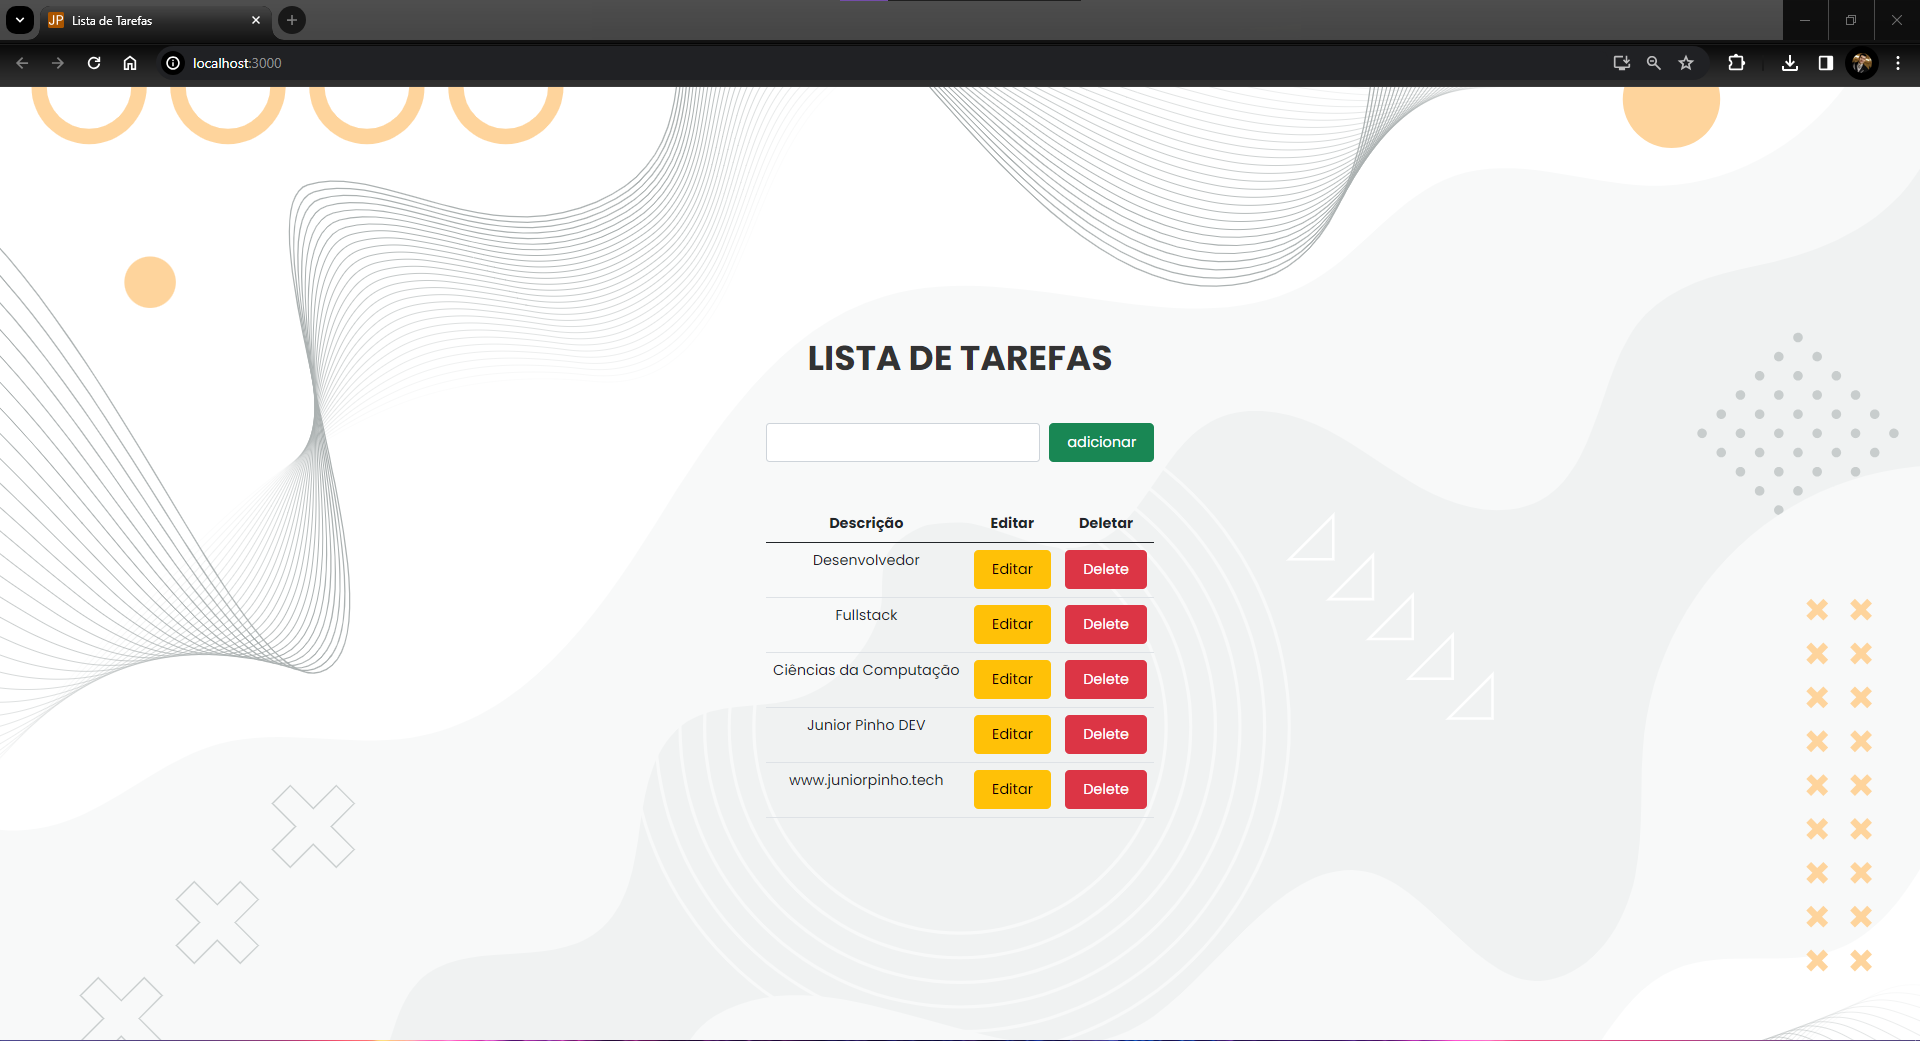 JP Lista de Tarefas
localhost:3000
LISTA DE TAREFAS
adicionar
Descrição Editar Deletar
Desenvolvedor Editar Delete
Fullstack Editar Delete
Ciências da Computação Editar Delete
Junior Pinho DEV Editar Delete
www.juniorpinho.tech Editar Delete